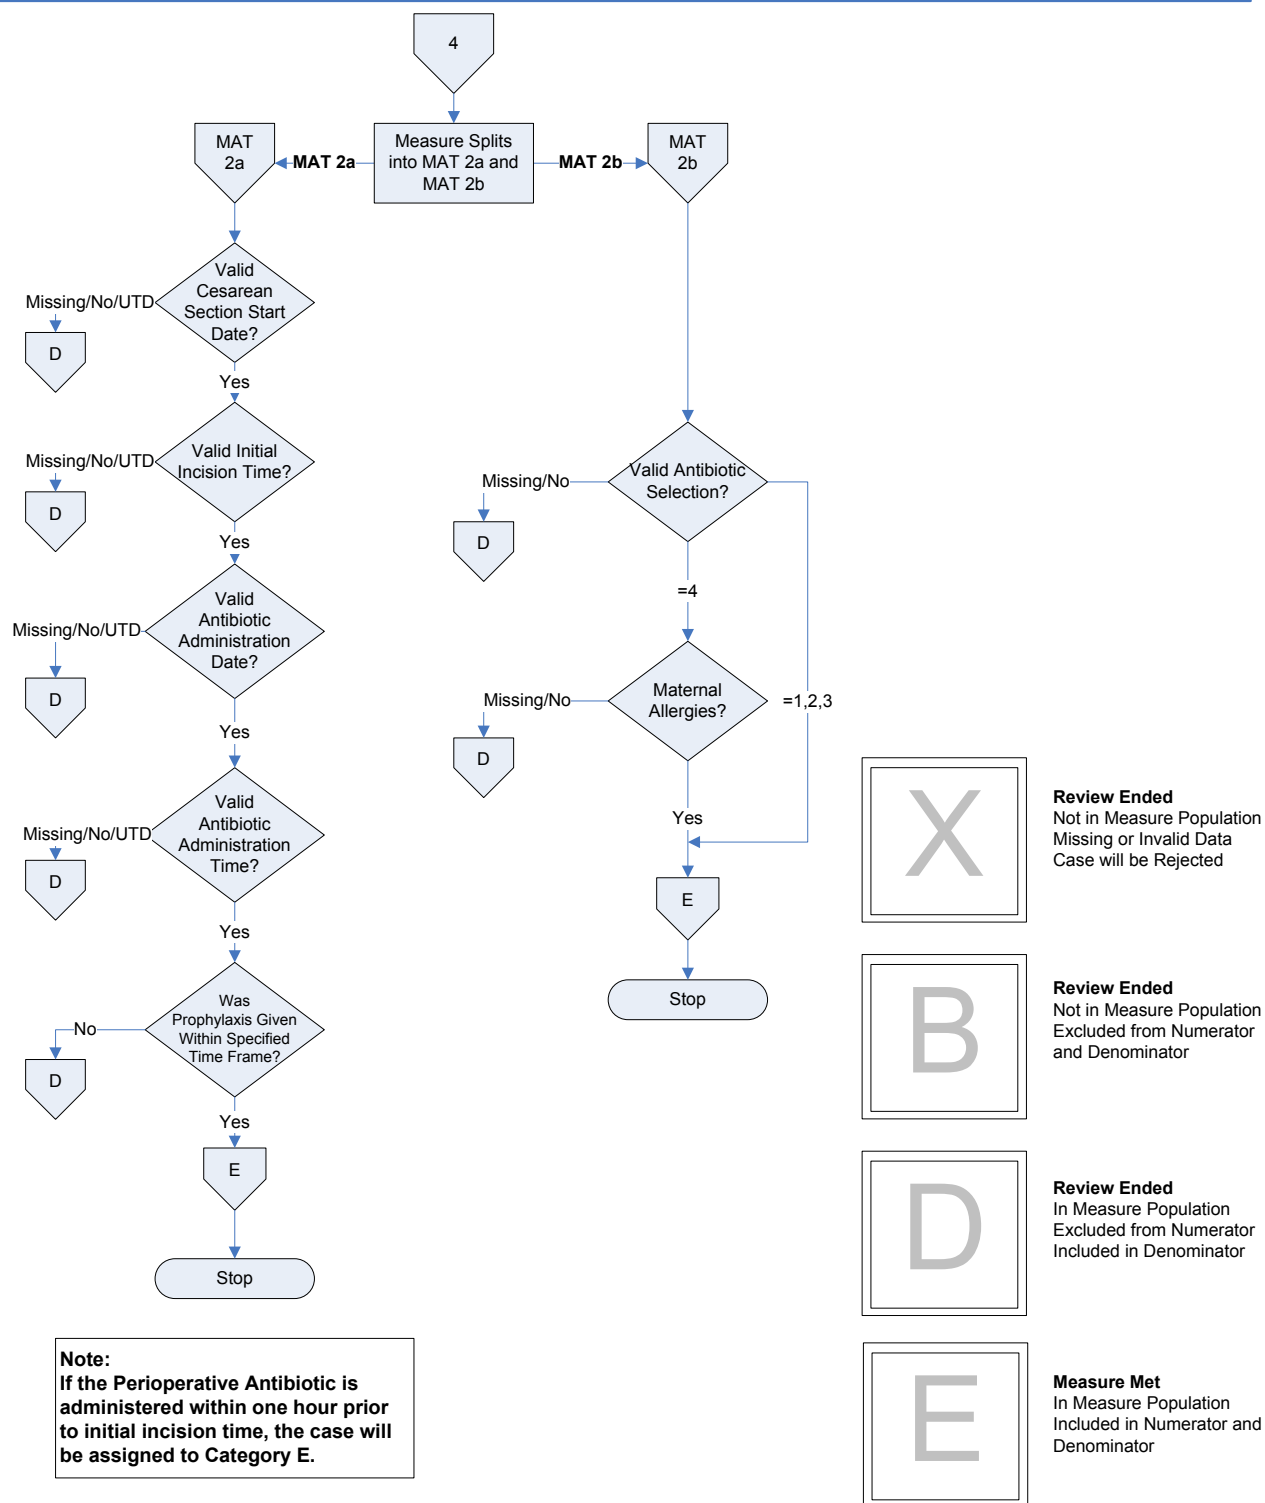 4
MAT
2a
MAT 2a
Measure Splits
into MAT 2a and
MAT 2b
MAT 2b
MAT
2b
Valid
Cesarean
Section Start
Date?
Missing/No/UTD
D
Yes
Valid Initial
Incision Time?
Missing/No/UTD
D
Yes
Valid
Antibiotic
Administration
Date?
Missing/No/UTD
D
Yes
Valid
Antibiotic
Administration
Time?
Missing/No/UTD
D
Yes
Was
Prophylaxis Given
Within Specified
Time Frame?
No
D
Yes
E
Stop
Valid Antibiotic
Selection?
Missing/No
D
=4
=1,2,3
Maternal
Allergies?
Missing/No
D
Yes
E
Stop
X
Review Ended
Not in Measure Population
Missing or Invalid Data
Case will be Rejected
B
Review Ended
Not in Measure Population
Excluded from Numerator
and Denominator
D
Review Ended
In Measure Population
Excluded from Numerator
Included in Denominator
E
Measure Met
In Measure Population
Included in Numerator and
Denominator
Note:
If the Perioperative Antibiotic is
administered within one hour prior
to initial incision time, the case will
be assigned to Category E.